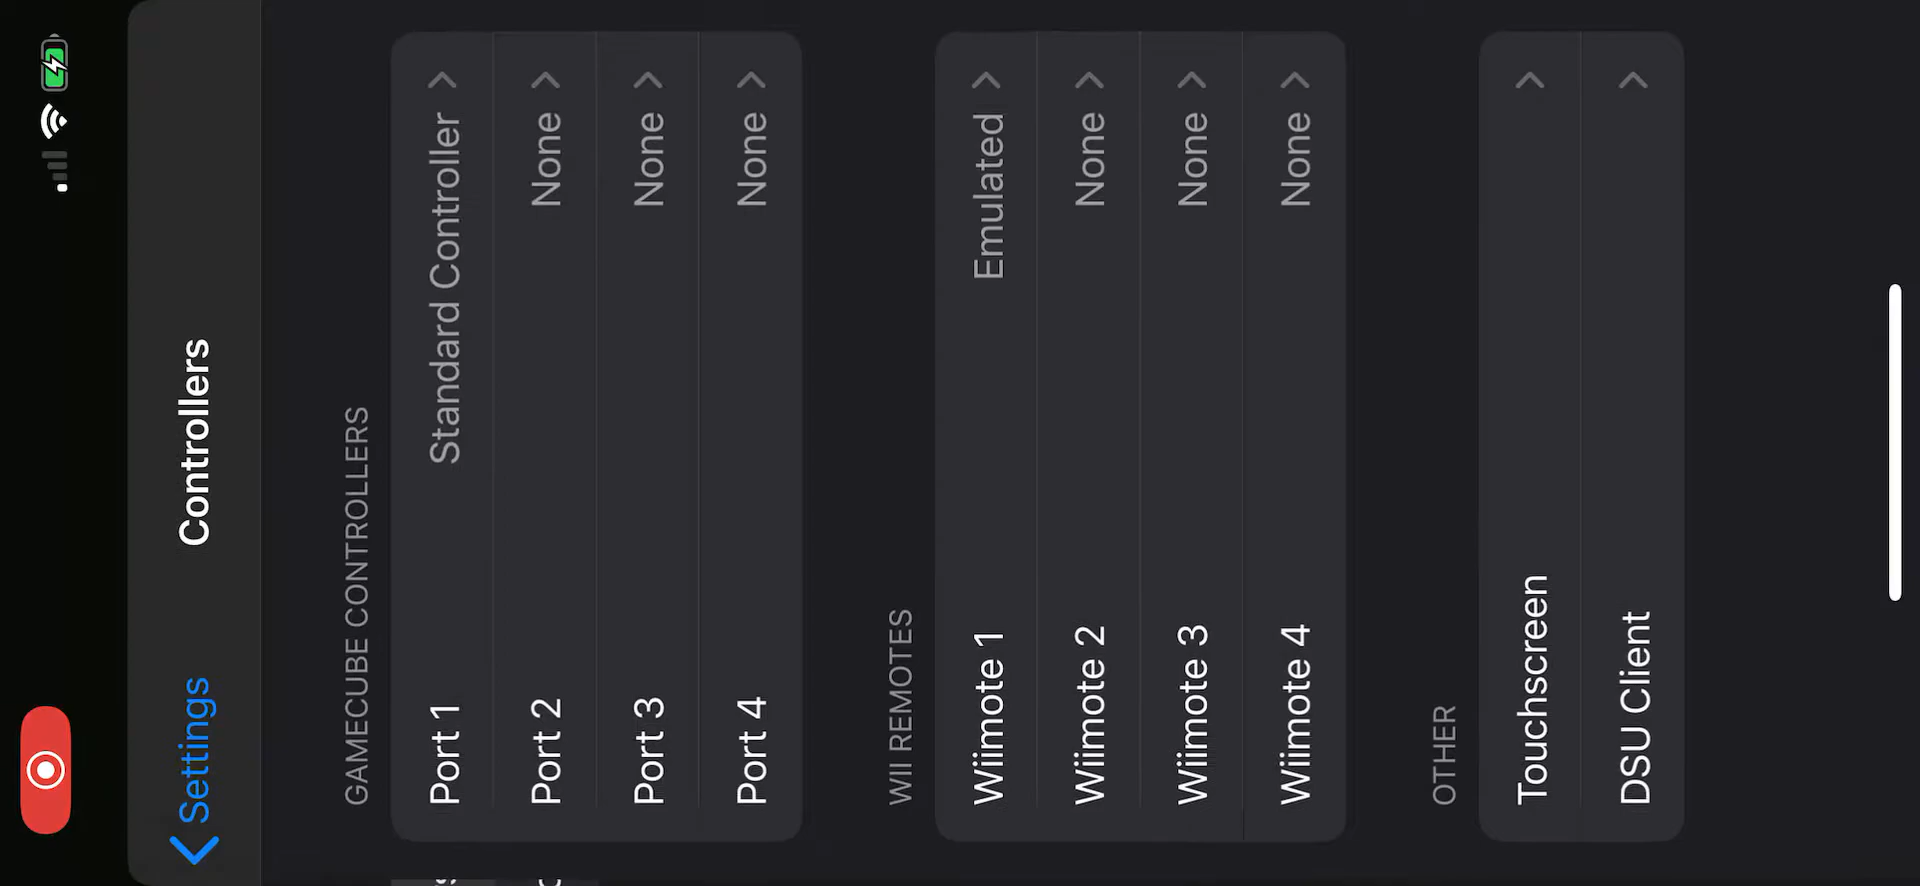 Settings
Controllers
GAMECUBE CONTROLLERS
Port 1 Standard Controller
Port 2 None
Port 3 None
Port 4 None
WII REMOTES
Wiimote 1 Emulated
Wiimote 2 None
Wiimote 3 None
Wiimote 4 None
OTHER
Touchscreen
DSU Client